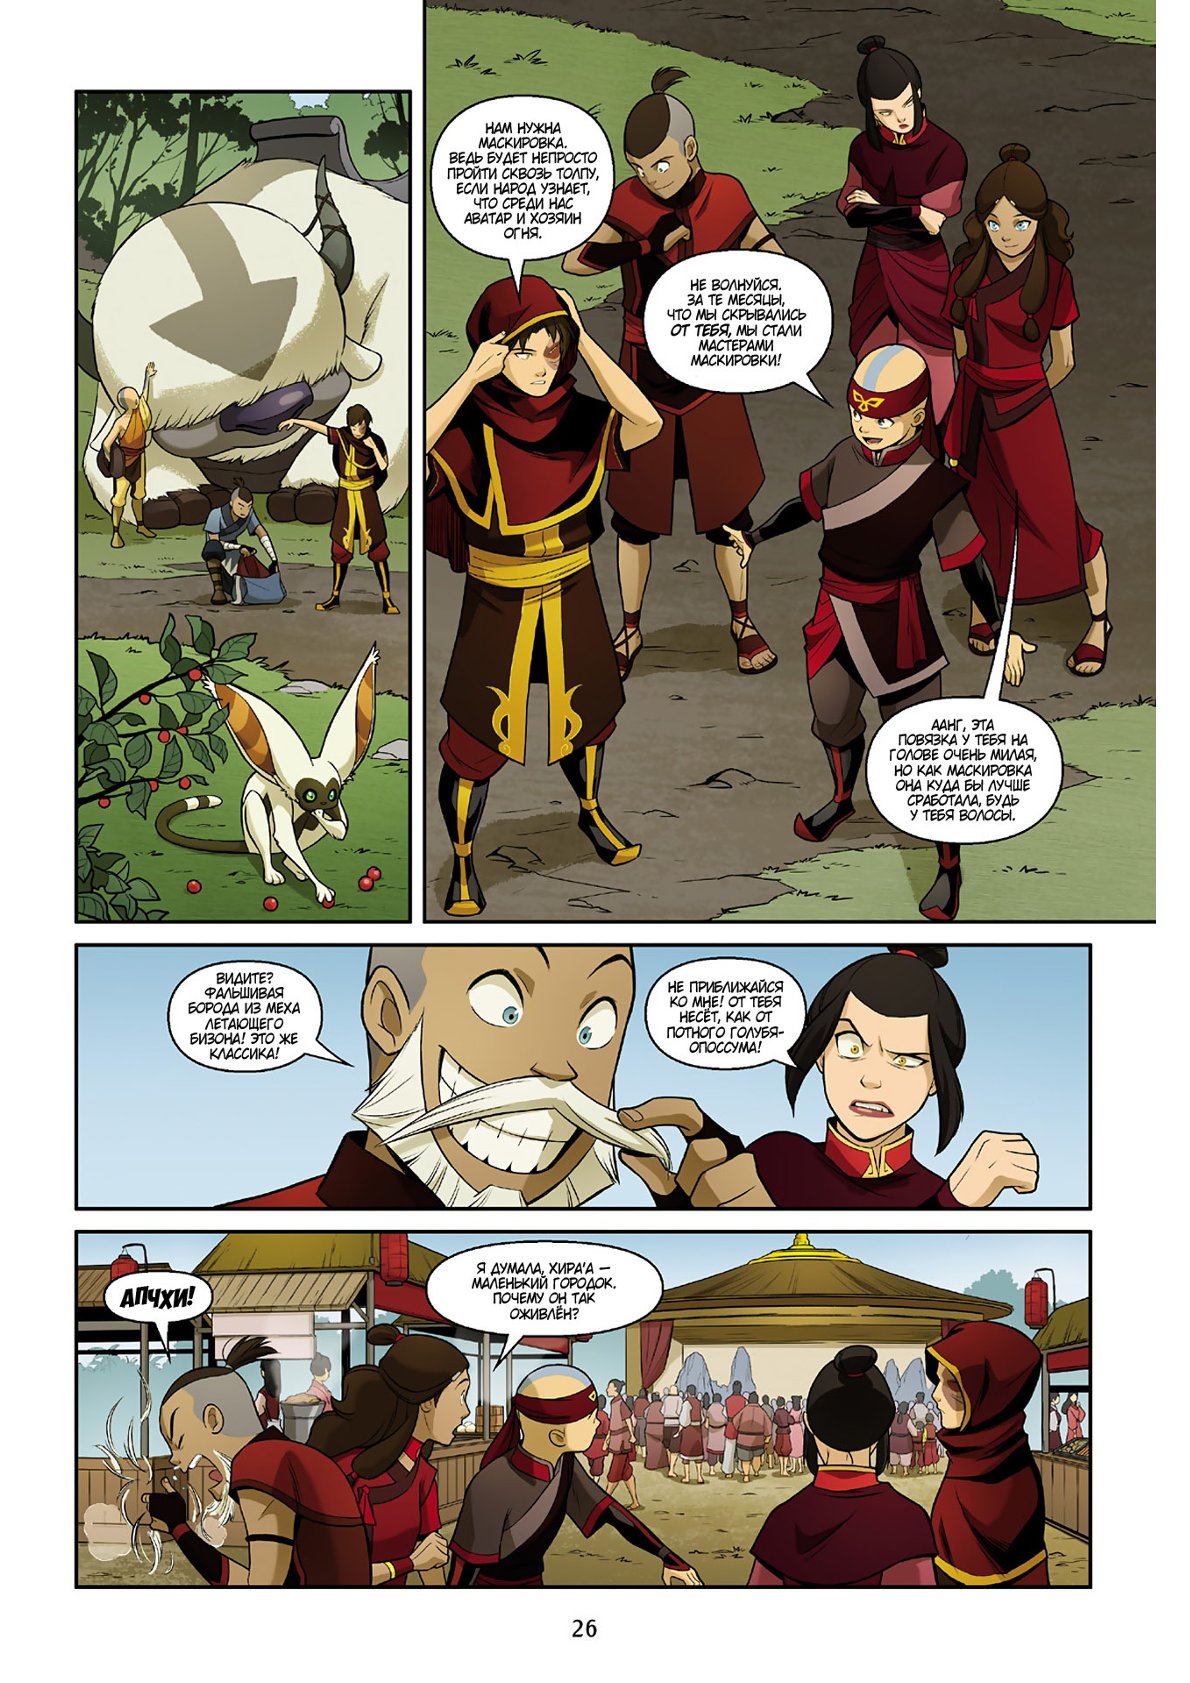 НАМ НУЖНА
МАСКИРОВКА.
ВЕДЬ БУДЕТ НЕПРОСТО
ПРОЙТИ СКВОЗЬ ТОЛПУ,
ЕСЛИ НАРОД УЗНАЕТ,
ЧТО СРЕДИ НАС
АВАТАР И ХОЗЯИН
ОГНЯ.
НЕ ВОЛНУЙСЯ.
ЗА ТЕ МЕСЯЦЫ,
ЧТО МЫ СКРЫВАЛИСЬ
ОТ ТЕБЯ, МЫ СТАЛИ
МАСТЕРАМИ
МАСКИРОВКИ!
ААНГ, ЭТА
ПОВЯЗКА У ТЕБЯ НА
ГОЛОВЕ ОЧЕНЬ МИЛАЯ,
НО КАК МАСКИРОВКА
ОНА КУДА БЫ ЛУЧШЕ
СРАБОТАЛА, БУДЬ
У ТЕБЯ ВОЛОСЫ.
ВИДИТЕ?
ФАЛЬШИВАЯ
БОРОДА ИЗ МЕХА
ЛЕТАЮЩЕГО
БИЗОНА! ЭТО ЖЕ
КЛАССИКА!
НЕ ПРИБЛИЖАЙСЯ
КО МНЕ! ОТ ТЕБЯ
НЕСЁТ, КАК ОТ
ПОТНОГО ГОЛУБЯ-
ОПОССУМА!
АПЧХИ!
Я ДУМАЛА, ХИРА'А —
МАЛЕНЬКИЙ ГОРОДОК.
ПОЧЕМУ ОН ТАК
ОЖИВЛЁН?
26